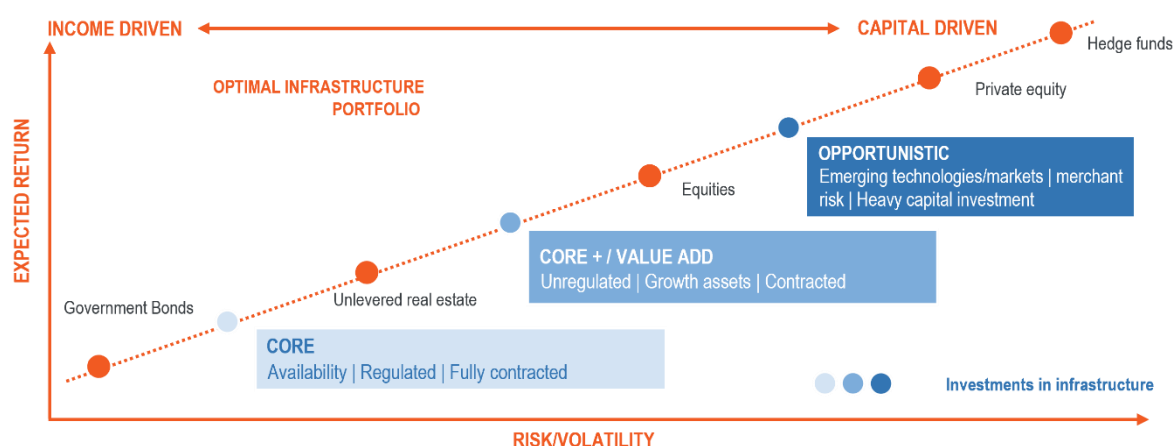 INCOME DRIVEN
CAPITAL DRIVEN
Hedge funds
OPTIMAL INFRASTRUCTURE
PORTFOLIO
Private equity
EXPECTED RETURN
OPPORTUNISTIC
Emerging technologies/markets | merchant
risk | Heavy capital investment
Equities
CORE + / VALUE ADD
Unregulated | Growth assets | Contracted
Government Bonds
Unlevered real estate
CORE
Availability | Regulated | Fully contracted
Investments in infrastructure
RISK/VOLATILITY